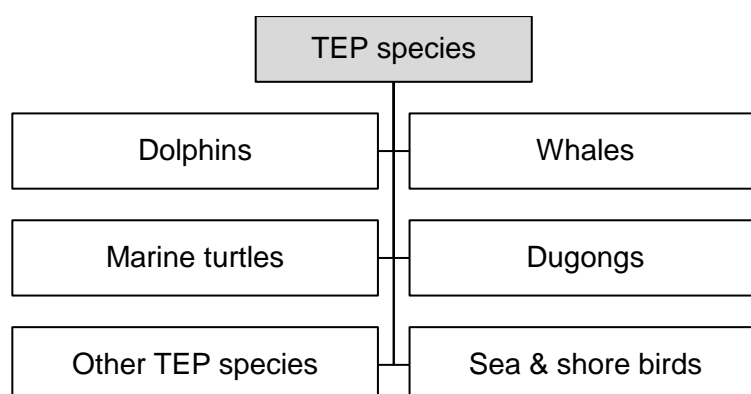 TEP species
Dolphins
Whales
Marine turtles
Dugongs
Other TEP species
Sea & shore birds